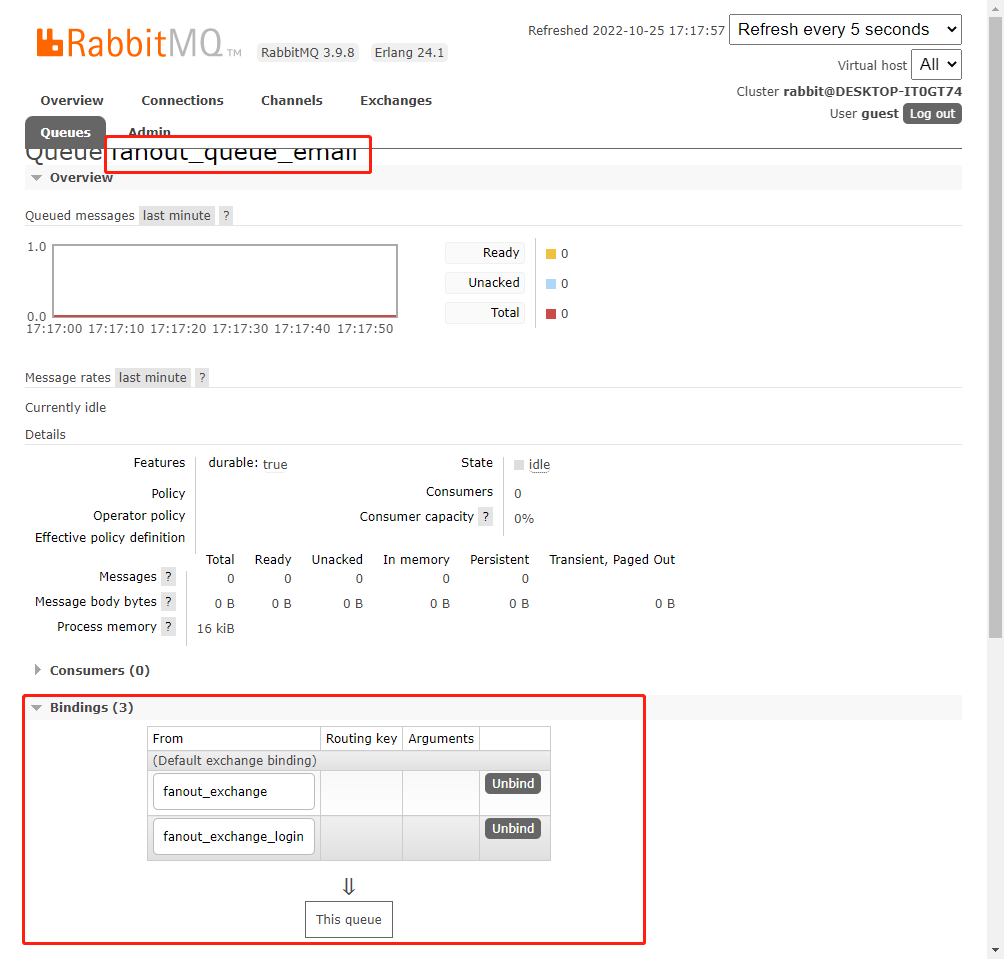 RabbitMQ TM RabbitMQ 3.9.8 Erlang 24.1
Refreshed 2022-10-25 17:17:57 Refresh every 5 seconds
Virtual host All
Cluster rabbit@DESKTOP-IT0GT74
User guest Log out
Overview Connections Channels Exchanges
Queues Admin
Queue fanout_queue_email
Overview
Queued messages last minute ?
1.0
0.0
17:17:00 17:17:10 17:17:20 17:17:30 17:17:40 17:17:50
Ready 0
Unacked 0
Total 0
Message rates last minute ?
Currently idle
Details
Features durable: true
Policy
Operator policy
Effective policy definition
State idle
Consumers 0
Consumer capacity ? 0%
Total Ready Unacked In memory Persistent Transient, Paged Out
Messages ? 0 0 0 0 0
Message body bytes ? 0 B 0 B 0 B 0 B 0 B 0 B
Process memory ? 16 kiB
Consumers (0)
Bindings (3)
From Routing key Arguments
(Default exchange binding)
fanout_exchange Unbind
fanout_exchange_login Unbind
⇓
This queue